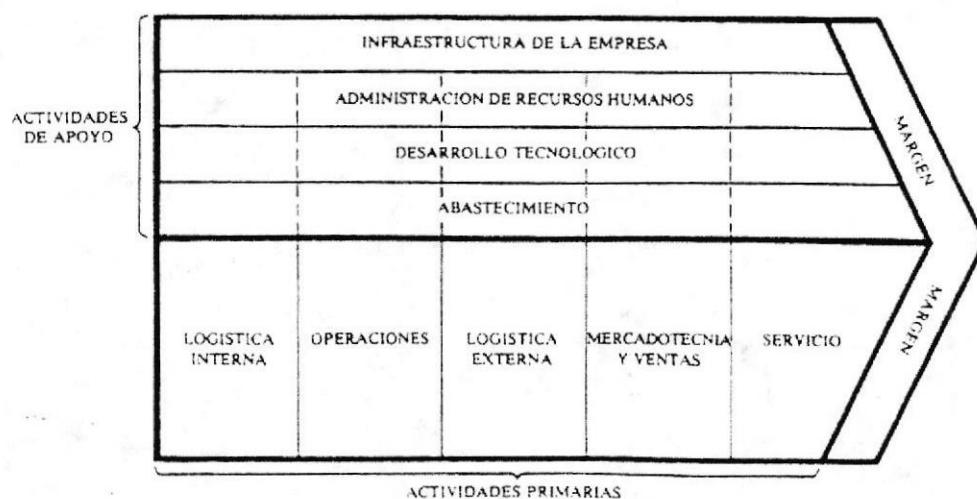 INFRAESTRUCTURA DE LA EMPRESA
ADMINISTRACION DE RECURSOS HUMANOS
ACTIVIDADES
DE APOYO
DESARROLLO TECNOLOGICO
ABASTECIMIENTO
MARGEN
LOGISTICA
INTERNA
OPERACIONES
LOGISTICA
EXTERNA
MERCADOTECNIA
Y VENTAS
SERVICIO
MARGEN
ACTIVIDADES PRIMARIAS